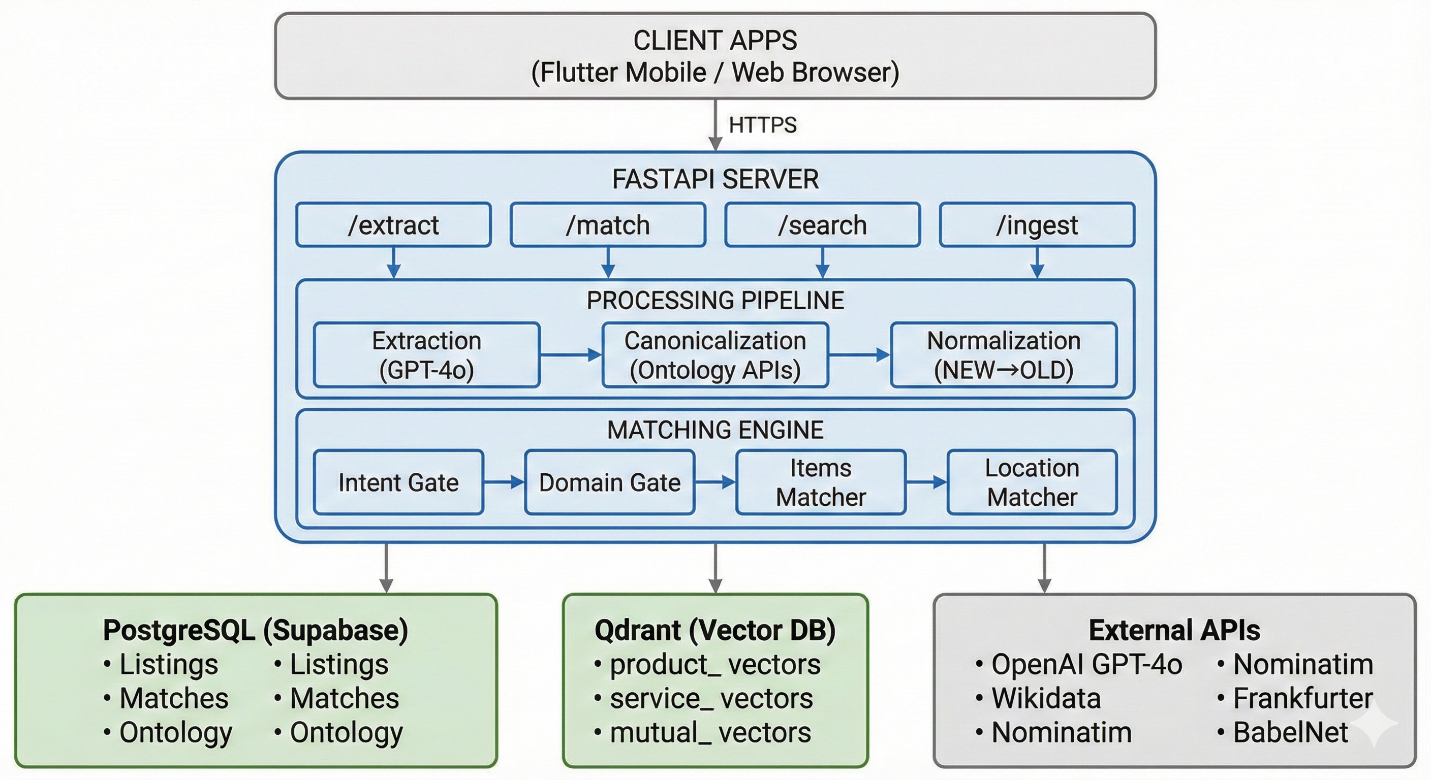 CLIENT APPS
(Flutter Mobile / Web Browser)
HTTPS
FASTAPI SERVER
/extract
/match
/search
/ingest
PROCESSING PIPELINE
Extraction
(GPT-4o)
Canonicalization
(Ontology APIs)
Normalization
(NEW→OLD)
MATCHING ENGINE
Intent Gate
Domain Gate
Items
Matcher
Location
Matcher
PostgreSQL (Supabase)
• Listings
• Matches
• Ontology
• Listings
• Matches
• Ontology
Qdrant (Vector DB)
• product_ vectors
• service_ vectors
• mutual_ vectors
External APIs
• OpenAI GPT-4o
• Wikidata
• Nominatim
• Nominatim
• Frankfurter
• BabelNet